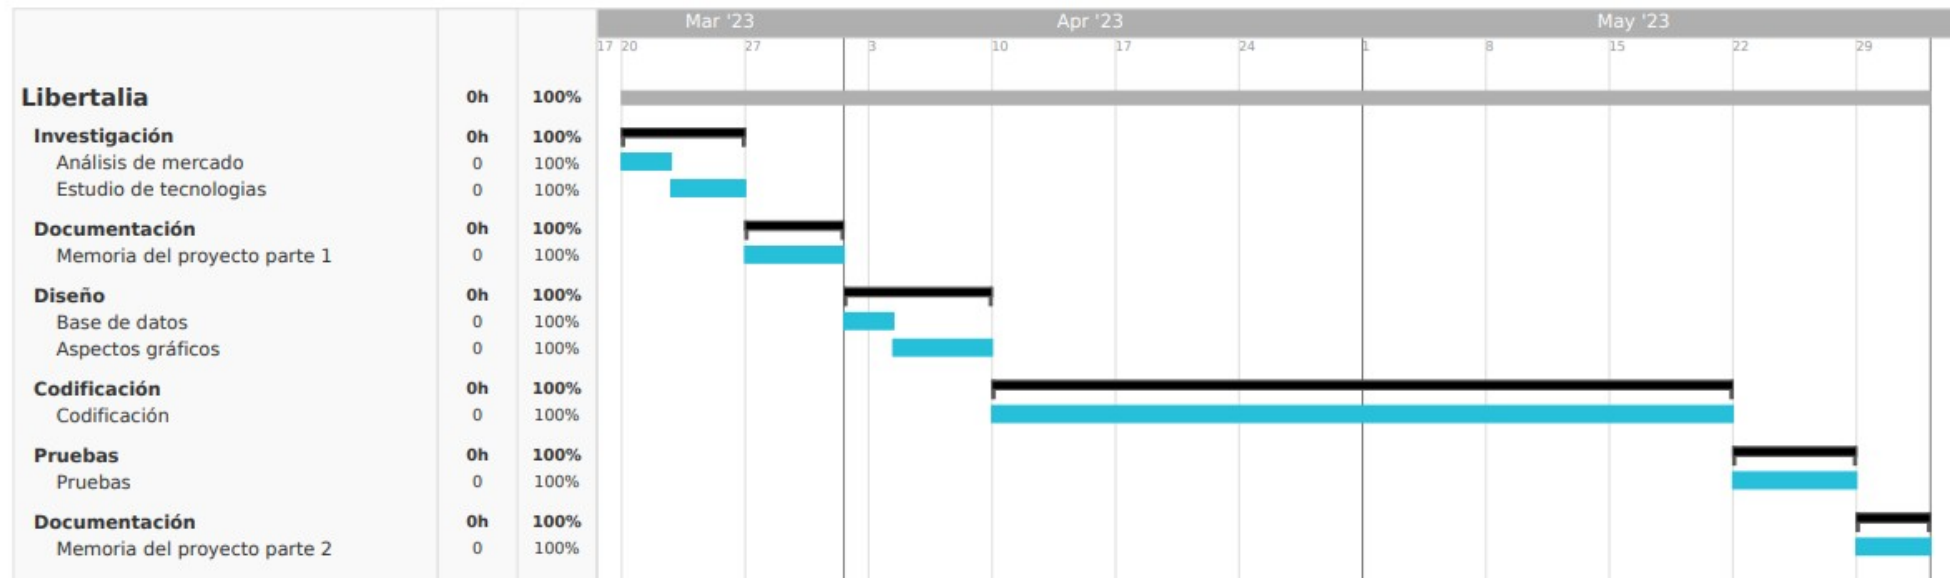 Mar '23 Apr '23 May '23
17 20 27 3 10 17 24 1 8 15 22 29
Libertalia 0h 100%
Investigación 0h 100%
Análisis de mercado 0 100%
Estudio de tecnologias 0 100%
Documentación 0h 100%
Memoria del proyecto parte 1 0 100%
Diseño 0h 100%
Base de datos 0 100%
Aspectos gráficos 0 100%
Codificación 0h 100%
Codificación 0 100%
Pruebas 0h 100%
Pruebas 0 100%
Documentación 0h 100%
Memoria del proyecto parte 2 0 100%